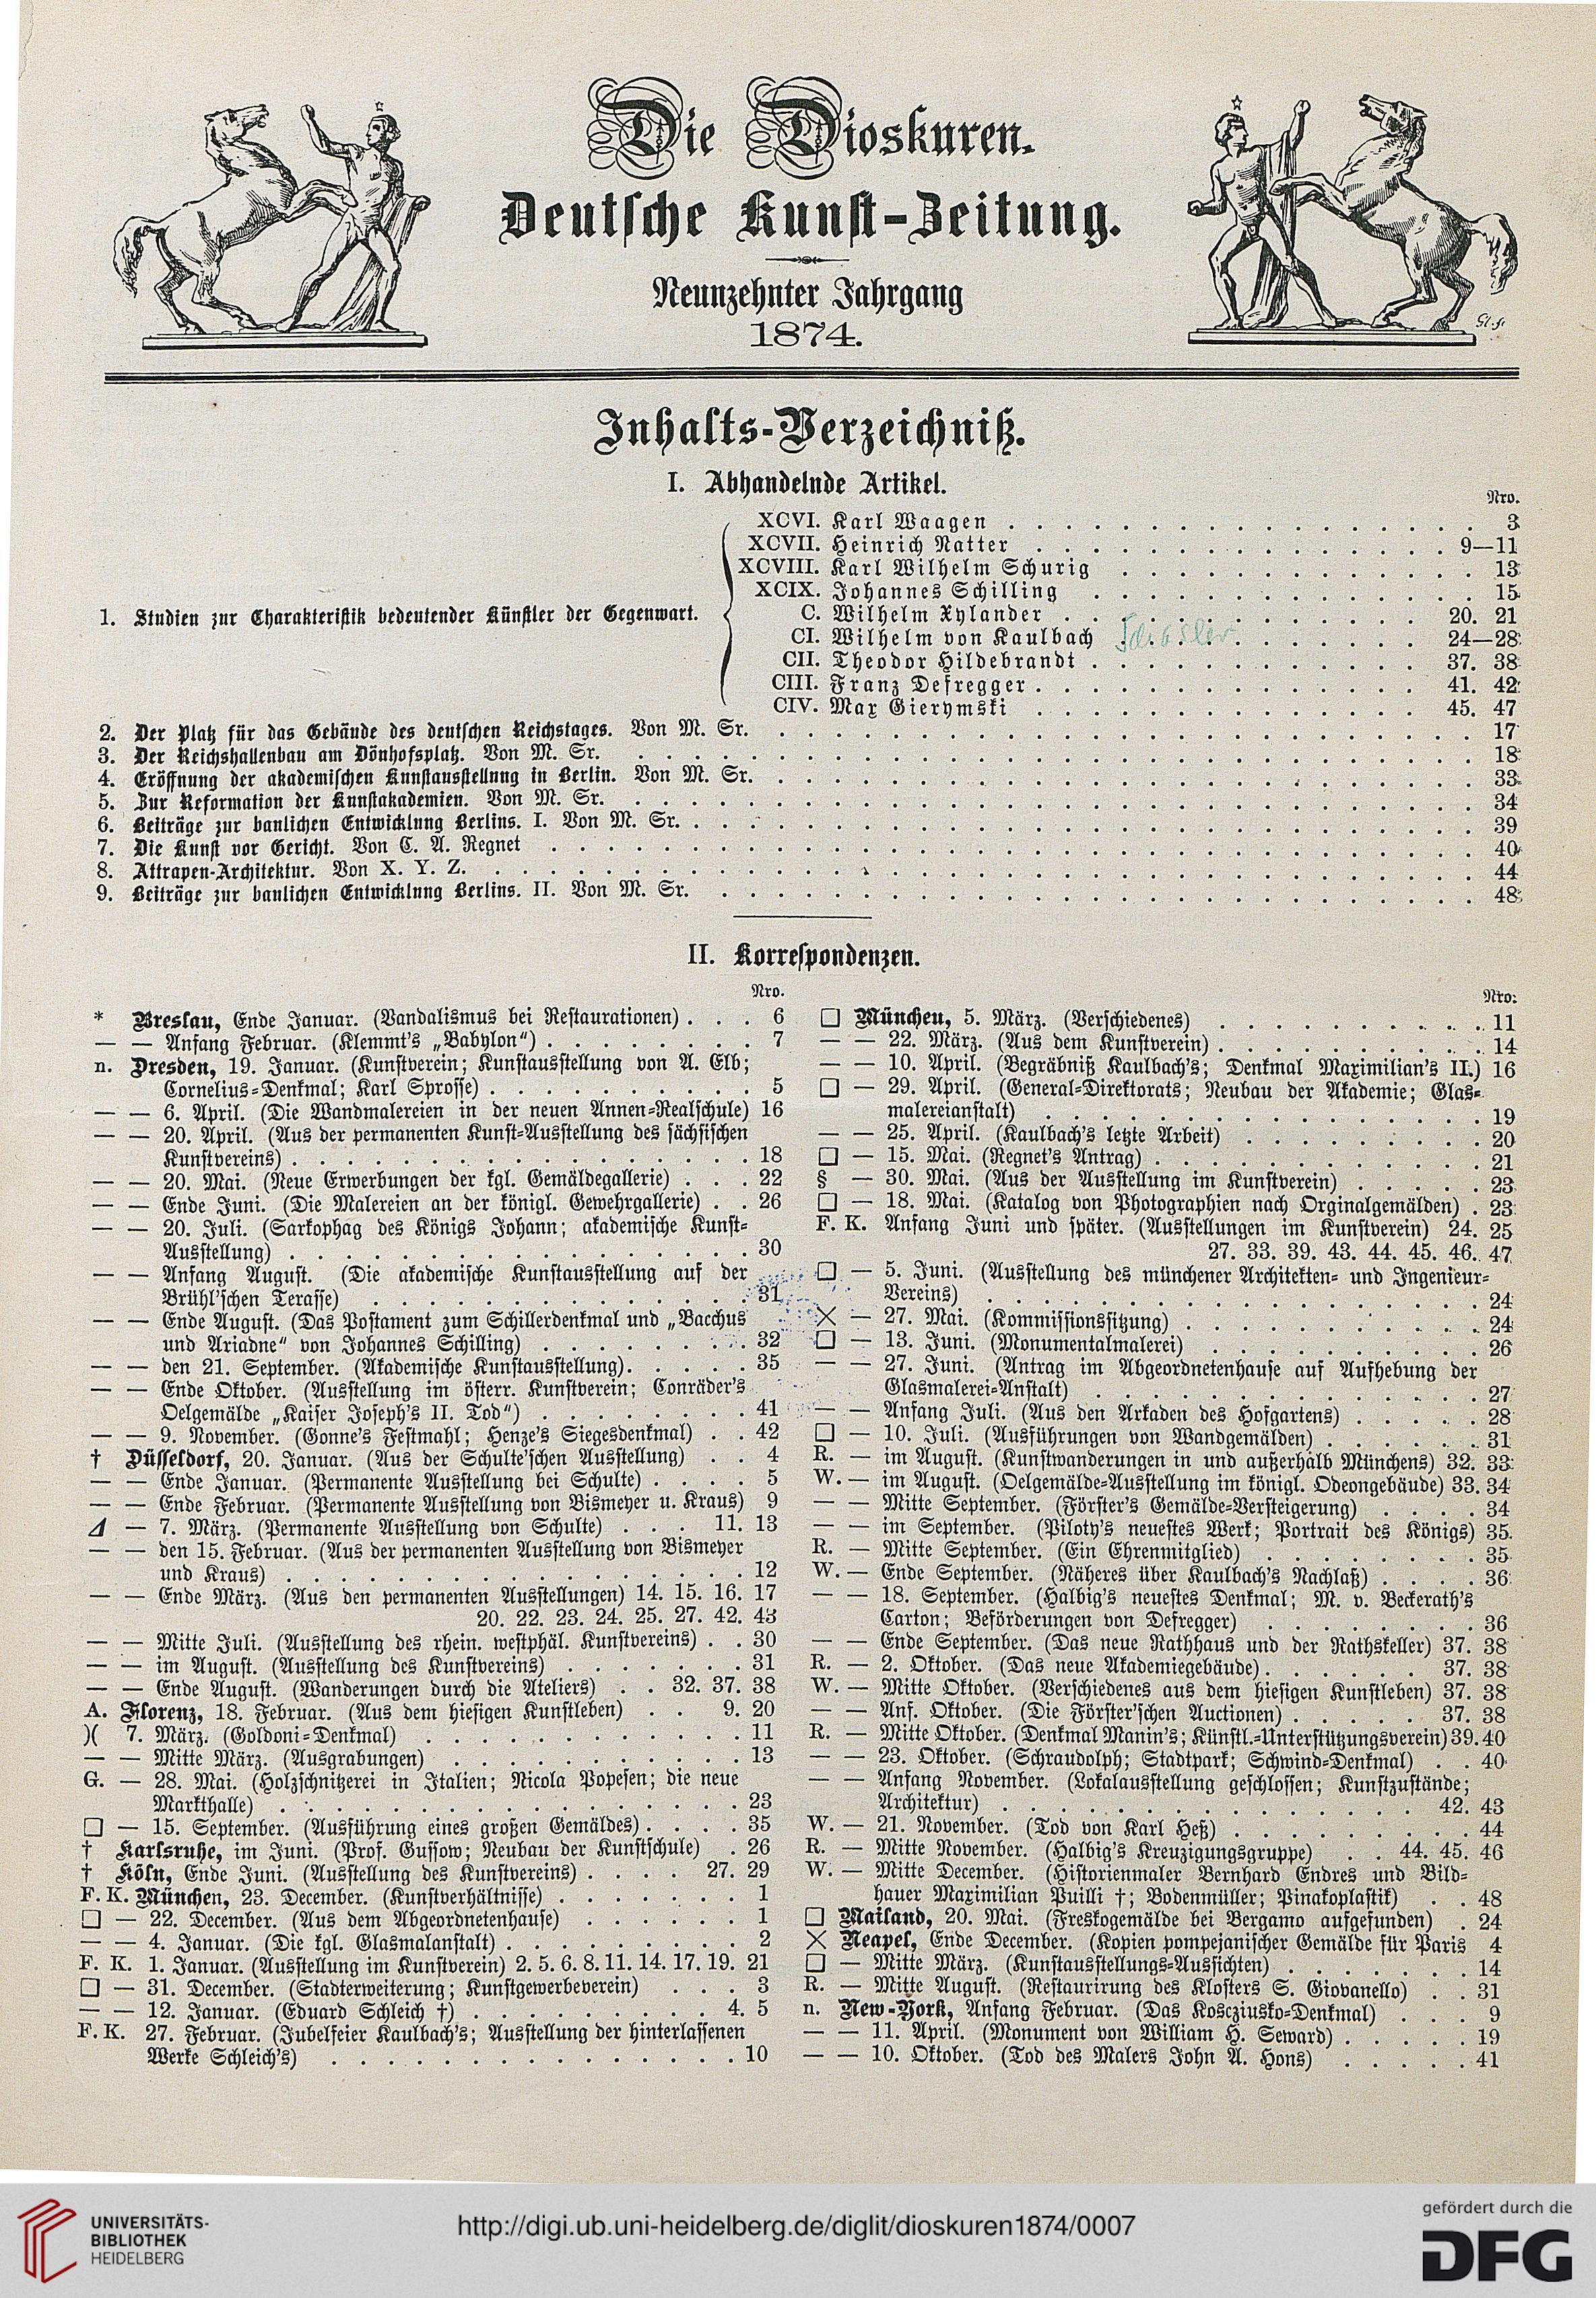 Die Dioskuren.
Deutsche Kunst-Zeitung.
Neunzehnter Jahrgang
1874.
Inhalts-Verzeichniß.
I. Abhandelnde Artikel.
Nro.
1. Studien zur Charakteristik bedeutender Künstler der Gegenwart.
XCVI. Karl Waagen . . . 3
XCVII. Heinrich Natter . . . 9—11
XCVIII. Karl Wilhelm Schurig . . . 13
XCIX. Johannes Schilling . . . 15
C. Wilhelm Xylander . . . 20. 21
CI. Wilhelm von Kaulbach . . . 24—28
CII. Theodor Hildebrandt . . . 37. 38
CIII. Franz Defregger . . . 41. 42
CIV. Max Gierymski . . . 45. 47
2. Der Platz für das Gebäude des deutschen Reichstages. Von M. Sr. . . . 17
3. Der Reichshallenbau am Dönhofsplatz. Von M. Sr. . . . 18
4. Eröffnung der akademischen Kunstausstellung in Berlin. Von M. Sr. . . . 33
5. Zur Reformation der Kunstakademien. Von M. Sr. . . . 34
6. Beiträge zur baulichen Entwicklung Berlins. I. Von M. Sr. . . . 39
7. Die Kunst vor Gericht. Von C. A. Regnet . . . 40
8. Attrapen-Architektur. Von X. Y. Z. . . . 44
9. Beiträge zur baulichen Entwicklung Berlins. II. Von M. Sr. . . . 48
II. Korrespondenzen.
Nro.
* Breslau, Ende Januar. (Vandalismus bei Restaurationen) . . . 6
— — Anfang Februar. (Klemmt's „Babylon“) . . . 7
n. Dresden, 19. Januar. (Kunstverein; Kunstausstellung von A. Elb;
Cornelius-Denkmal; Karl Sprosse) . . . 5
— — 6. April. (Die Wandmalereien in der neuen Annen-Realschule) 16
— — 20. April. (Aus der permanenten Kunst-Ausstellung des sächsischen
Kunstvereins) . . . 18
— — 20. Mai. (Neue Erwerbungen der kgl. Gemäldegallerie) . . . 22
— — Ende Juni. (Die Malereien an der königl. Gewehrgallerie) . . 26
— — 20. Juli. (Sarkophag des Königs Johann; akademische Kunst-
Ausstellung) . . . 30
— — Anfang August. (Die akademische Kunstausstellung auf der
Brühl'schen Terasse) . . . 31
— — Ende August. (Das Postament zum Schillerdenkmal und „Bacchus
und Ariadne“ von Johannes Schilling) . . . 32
— — den 21. September. (Akademische Kunstausstellung) . . . 35
— — Ende Oktober. (Ausstellung im österr. Kunstverein; Conräder's
Oelgemälde „Kaiser Joseph's II. Tod“) . . . 41
— — 9. November. (Gonne's Festmahl; Henze's Siegesdenkmal) . . 42
† Düsseldorf, 20. Januar. (Aus der Schulte'schen Ausstellung) . . 4
— — Ende Januar. (Permanente Ausstellung bei Schulte) . . . 5
— — Ende Februar. (Permanente Ausstellung von Bismeyer u. Kraus) 9
⊿ — 7. März. (Permanente Ausstellung von Schulte) . . . 11. 13
— — den 15. Februar. (Aus der permanenten Ausstellung von Bismeyer
und Kraus) . . . 12
— — Ende März. (Aus den permanenten Ausstellungen) 14. 15. 16. 17
20. 22. 23. 24. 25. 27. 42. 43
— — Mitte Juli. (Ausstellung des rhein. westphäl. Kunstvereins) . . 30
— — im August. (Ausstellung des Kunstvereins) . . . 31
— — Ende August. (Wanderungen durch die Ateliers) . . 32. 37. 38
A. Florenz, 18. Februar. (Aus dem hiesigen Kunstleben) . . 9. 20
)( 7. März. (Goldoni-Denkmal) . . . 11
— — Mitte März. (Ausgrabungen) . . . 13
G. — 28. Mai. (Holzschnitzerei in Italien; Nicola Popesen; die neue
Markthalle) . . . 23
□ — 15. September. (Ausführung eines großen Gemäldes) . . . 35
† Karlsruhe, im Juni. (Prof. Gussow; Neubau der Kunstschule) . 26
† Köln, Ende Juni. (Ausstellung des Kunstvereins) . . . 27. 29
F. K. München, 23. December. (Kunstverhältnisse) . . . 1
□ — 22. December. (Aus dem Abgeordnetenhause) . . . 1
— — 4. Januar. (Die kgl. Glasmalanstalt) . . . 2
F. K. 1. Januar. (Ausstellung im Kunstverein) 2. 5. 6. 8. 11. 14. 17. 19. 21
□ — 31. December. (Stadterweiterung; Kunstgewerbeverein) . . . 3
— — 12. Januar. (Eduard Schleich †) . . . 4. 5
F. K. 27. Februar. (Jubelfeier Kaulbach's; Ausstellung der hinterlassenen
Werke Schleich's) . . . 10
Nro.
□ München, 5. März. (Verschiedenes) . . . 11
— — 22. März. (Aus dem Kunstverein) . . . 14
— — 10. April. (Begräbniß Kaulbach's; Denkmal Maximilian's II.) 16
□ — 29. April. (General-Direktorats; Neubau der Akademie; Glas-
malereianstalt) . . . 19
— — 25. April. (Kaulbach's letzte Arbeit) . . . 20
□ — 15. Mai. (Regnet's Antrag) . . . 21
§ — 30. Mai. (Aus der Ausstellung im Kunstverein) . . . 23
□ — 18. Mai. (Katalog von Photographien nach Orginalgemälden) . 23
F. K. Anfang Juni und später. (Ausstellungen im Kunstverein) 24. 25
27. 33. 39. 43. 44. 45. 46. 47
□ — 5. Juni. (Ausstellung des münchener Architekten- und Ingenieur-
Vereins) . . . 24
× — 27. Mai. (Kommissionssitzung) . . . 24
□ — 13. Juni. (Monumentalmalerei) . . . 26
— — 27. Juni. (Antrag im Abgeordnetenhause auf Aufhebung der
Glasmalerei-Anstalt) . . . 27
— — Anfang Juli. (Aus den Arkaden des Hofgartens) . . . 28
□ — 10. Juli. (Ausführungen von Wandgemälden) . . . 31
R. — im August. (Kunstwanderungen in und außerhalb Münchens) 32. 33
W. — im August. (Oelgemälde-Ausstellung im königl. Odeongebäude) 33. 34
— — Mitte September. (Förster's Gemälde-Versteigerung) . . . 34
— — im September. (Piloty's neuestes Werk; Portrait des Königs) 35
R. — Mitte September. (Ein Ehrenmitglied) . . . 35
W. — Ende September. (Näheres über Kaulbach's Nachlaß) . . . 36
— — 18. September. (Halbig's neuestes Denkmal; M. v. Beckerath's
Carton; Beförderungen von Defregger) . . . 36
— — Ende September. (Das neue Rathhaus und der Rathskeller) 37. 38
R. — 2. Oktober. (Das neue Akademiegebäude) . . . 37. 38
W. — Mitte Oktober. (Verschiedenes aus dem hiesigen Kunstleben) 37. 38
— — Anf. Oktober. (Die Förster'schen Auctionen) . . . 37. 38
R. — Mitte Oktober. (Denkmal Manin's; Künstl.-Unterstützungsverein) 39. 40
— — 23. Oktober. (Schraudolph; Stadtpark; Schwind-Denkmal) . . 40
— — Anfang November. (Lokalausstellung geschlossen; Kunstzustände;
Architektur) . . . 42. 43
W. — 21. November. (Tod von Karl Heß) . . . 44
R. — Mitte November. (Halbig's Kreuzigungsgruppe) . . 44. 45. 46
W. — Mitte December. (Historienmaler Bernhard Endres und Bild-
hauer Maximilian Puilli †; Bodenmüller; Pinakoplastik) . . 48
□ Mailand, 20. Mai. (Freskogemälde bei Bergamo aufgefunden) . 24
× Neapel, Ende December. (Kopien pompejanischer Gemälde für Paris 4
□ — Mitte März. (Kunstausstellungs-Aussichten) . . . 14
R. — Mitte August. (Restaurirung des Klosters S. Giovanello) . . 31
n. New-York, Anfang Februar. (Das Kosciusko-Denkmal) . . . 9
— — 11. April. (Monument von William H. Seward) . . . 19
— — 10. Oktober. (Tod des Malers John A. Hons) . . . 41
UNIVERSITÄTS-
BIBLIOTHEK
HEIDELBERG
http://digi.ub.uni-heidelberg.de/diglit/dioskuren1874/0007
gefördert durch die
DFG